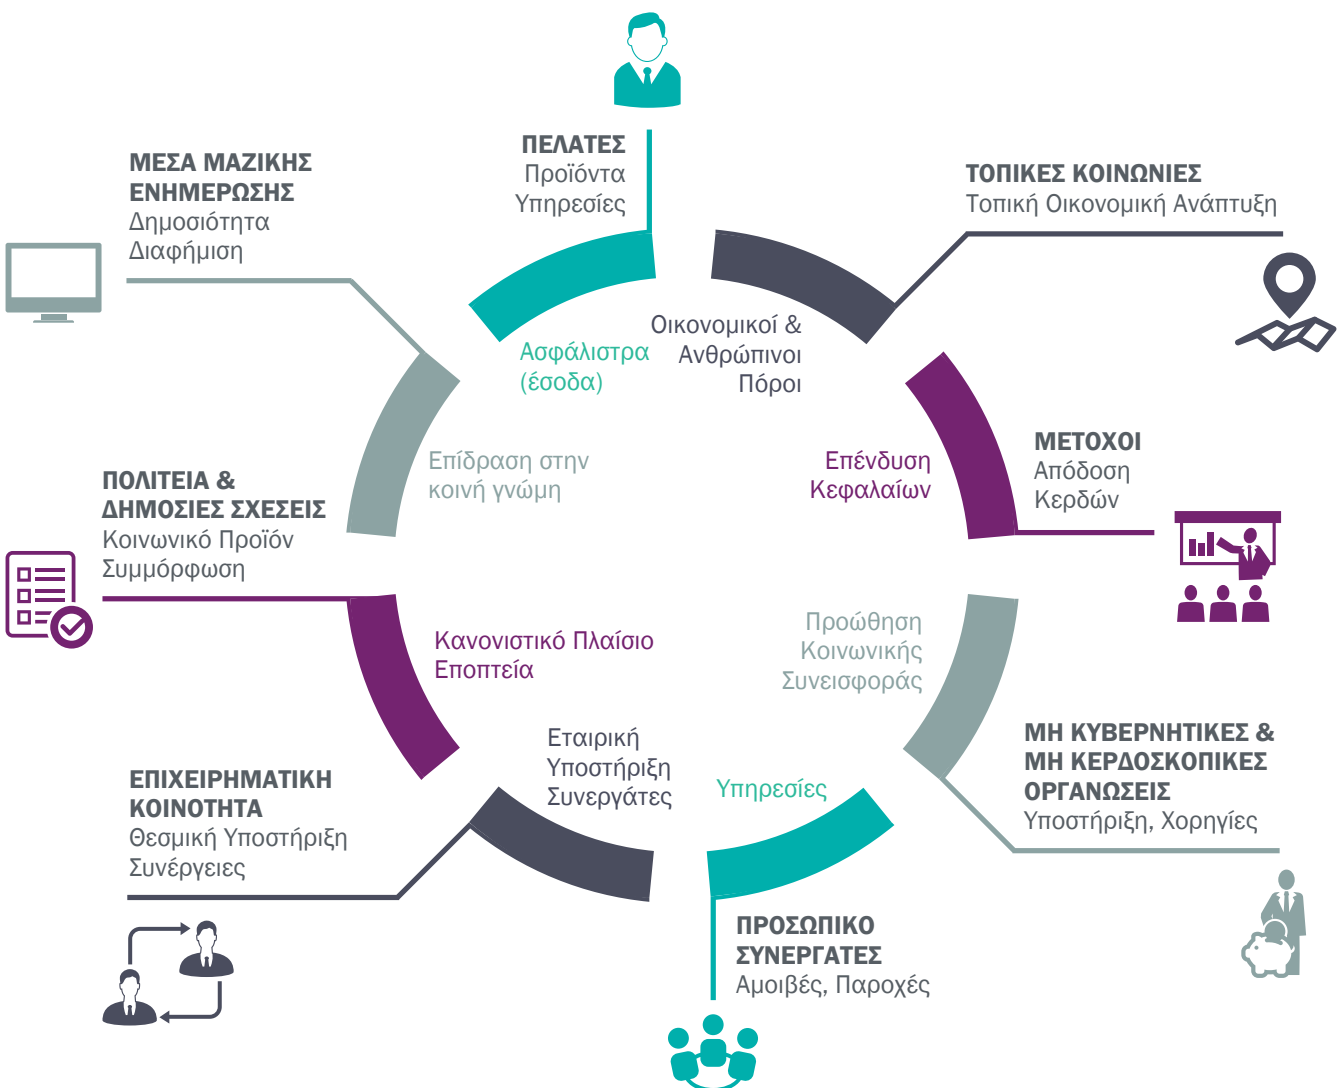 ΠΕΛΑΤΕΣ
Προϊόντα
Υπηρεσίες
Ασφάλιστρα
(έσοδα)
ΤΟΠΙΚΕΣ ΚΟΙΝΩΝΙΕΣ
Τοπική Οικονομική Ανάπτυξη
Οικονομικοί &
Ανθρώπινοι
Πόροι
ΜΕΤΟΧΟΙ
Απόδοση
Κερδών
Επένδυση
Κεφαλαίων
ΜΗ ΚΥΒΕΡΝΗΤΙΚΕΣ &
ΜΗ ΚΕΡΔΟΣΚΟΠΙΚΕΣ
ΟΡΓΑΝΩΣΕΙΣ
Υποστήριξη, Χορηγίες
Προώθηση
Κοινωνικής
Συνεισφοράς
ΠΡΟΣΩΠΙΚΟ
ΣΥΝΕΡΓΑΤΕΣ
Αμοιβές, Παροχές
Υπηρεσίες
ΕΠΙΧΕΙΡΗΜΑΤΙΚΗ
ΚΟΙΝΟΤΗΤΑ
Θεσμική Υποστήριξη
Συνέργειες
Εταιρική
Υποστήριξη
Συνεργάτες
ΠΟΛΙΤΕΙΑ &
ΔΗΜΟΣΙΕΣ ΣΧΕΣΕΙΣ
Κοινωνικό Προϊόν
Συμμόρφωση
Κανονιστικό Πλαίσιο
Εποπτεία
ΜΕΣΑ ΜΑΖΙΚΗΣ
ΕΝΗΜΕΡΩΣΗΣ
Δημοσιότητα
Διαφήμιση
Επίδραση στην
κοινή γνώμη